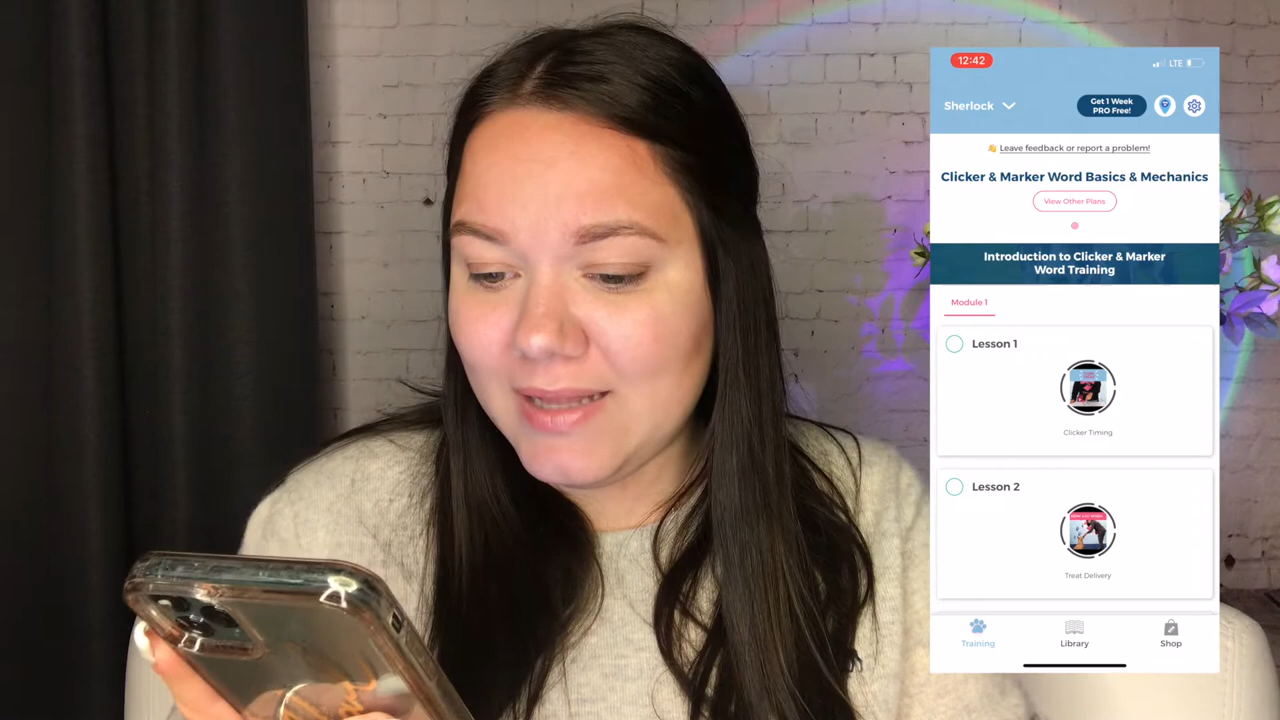 12:42
LTE
Sherlock
Get 1 Week
PRO Free!
Leave feedback or report a problem!
Clicker & Marker Word Basics & Mechanics
View Other Plans
Introduction to Clicker & Marker
Word Training
Module 1
Lesson 1
Clicker Timing
Lesson 2
Treat Delivery
Training
Library
Shop